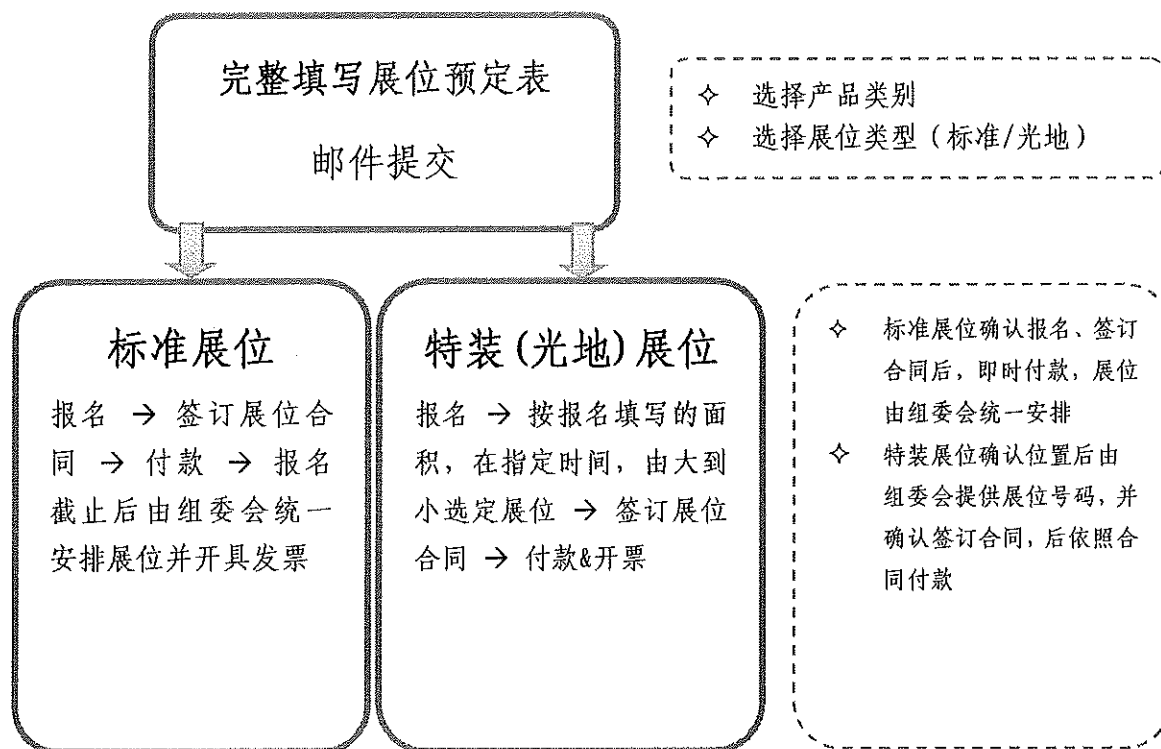 完整填写展位预定表
邮件提交
✧ 选择产品类别
✧ 选择展位类型（标准/光地）
标准展位
报名 → 签订展位合
同 → 付款 → 报名
截止后由组委会统一
安排展位并开具发票
特装(光地)展位
报名 → 按报名填写的面
积，在指定时间，由大到
小选定展位 → 签订展位
合同 → 付款&开票
✧ 标准展位确认报名、签订
合同后，即时付款，展位
由组委会统一安排
✧ 特装展位确认位置后由
组委会提供展位号码，并
确认签订合同，后依照合
同付款